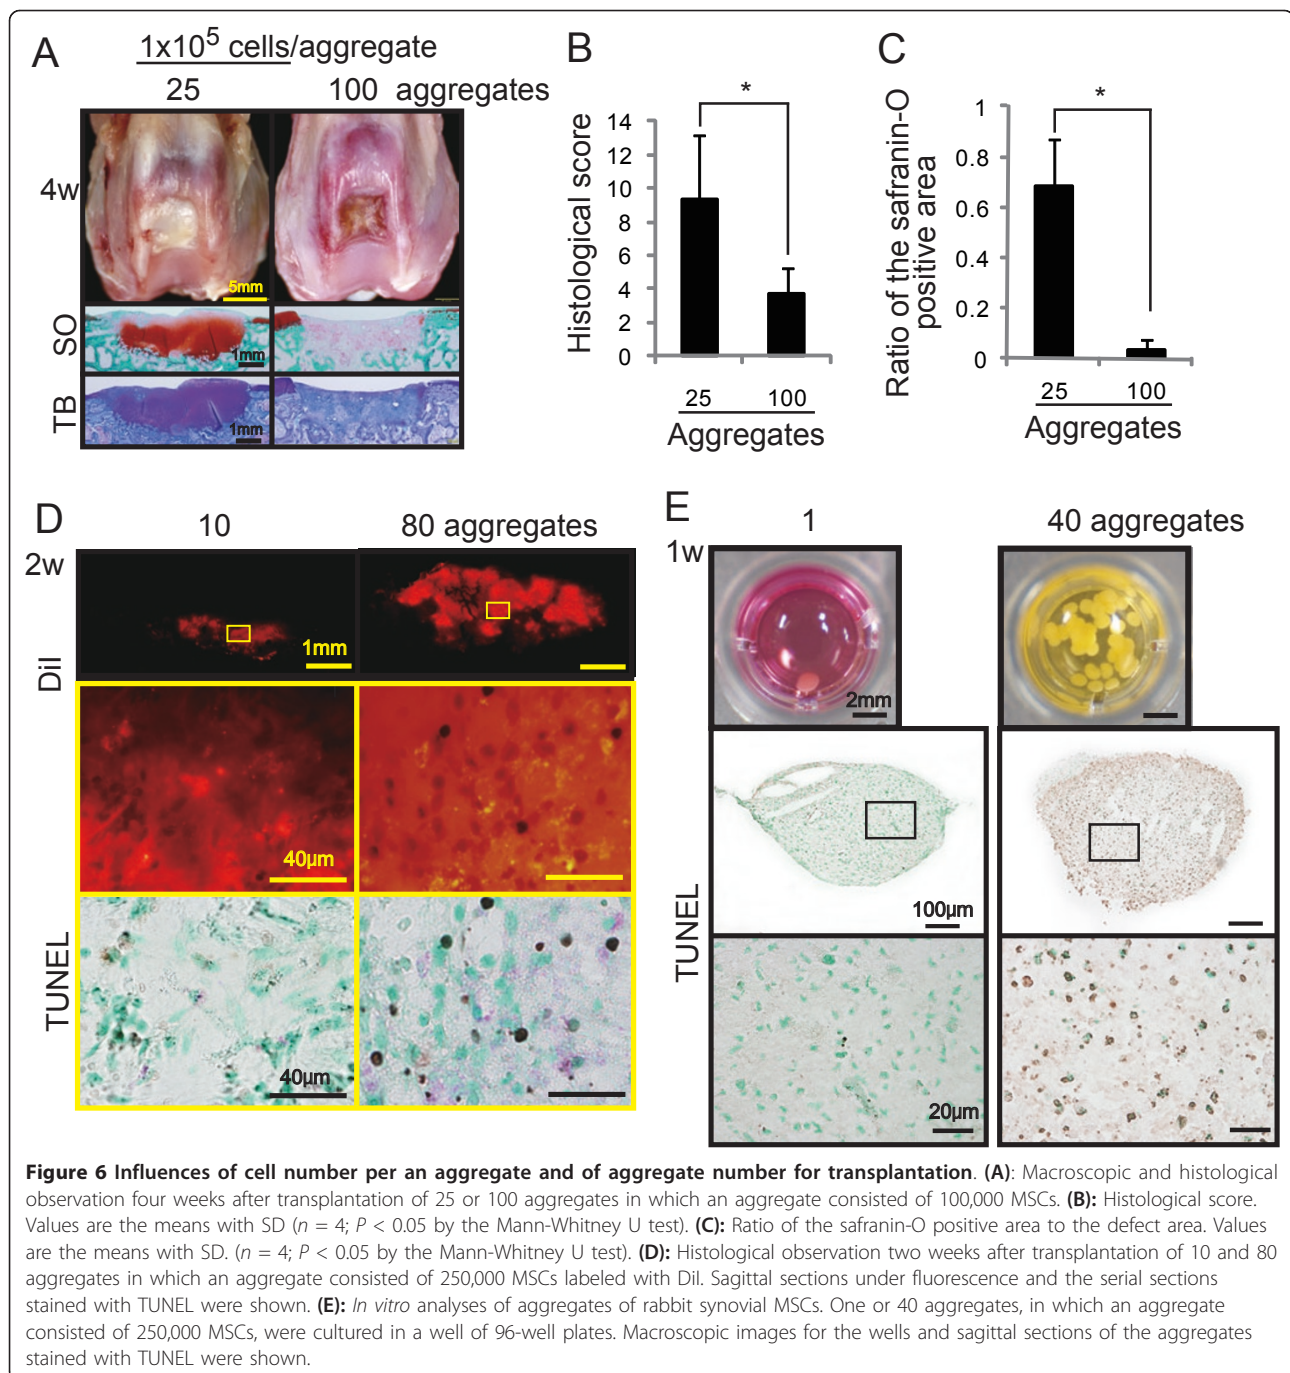 A
1x10⁵ cells/aggregate
25 100 aggregates
4w
5mm
SO
1mm
TB
1mm
B
*
Histological score
14
12
10
8
6
4
2
0
25 100
Aggregates
C
*
Ratio of the safranin-O
positive area
1
0.8
0.6
0.4
0.2
0
25 100
Aggregates
D
10 80 aggregates
2w
DiI
1mm
40μm
TUNEL
40μm
E
1 40 aggregates
1w
2mm
TUNEL
100μm
20μm
Figure 6 Influences of cell number per an aggregate and of aggregate number for transplantation. (A): Macroscopic and histological
observation four weeks after transplantation of 25 or 100 aggregates in which an aggregate consisted of 100,000 MSCs. (B): Histological score.
Values are the means with SD (n = 4; P < 0.05 by the Mann-Whitney U test). (C): Ratio of the safranin-O positive area to the defect area. Values
are the means with SD. (n = 4; P < 0.05 by the Mann-Whitney U test). (D): Histological observation two weeks after transplantation of 10 and 80
aggregates in which an aggregate consisted of 250,000 MSCs labeled with DiI. Sagittal sections under fluorescence and the serial sections
stained with TUNEL were shown. (E): In vitro analyses of aggregates of rabbit synovial MSCs. One or 40 aggregates, in which an aggregate
consisted of 250,000 MSCs, were cultured in a well of 96-well plates. Macroscopic images for the wells and sagittal sections of the aggregates
stained with TUNEL were shown.